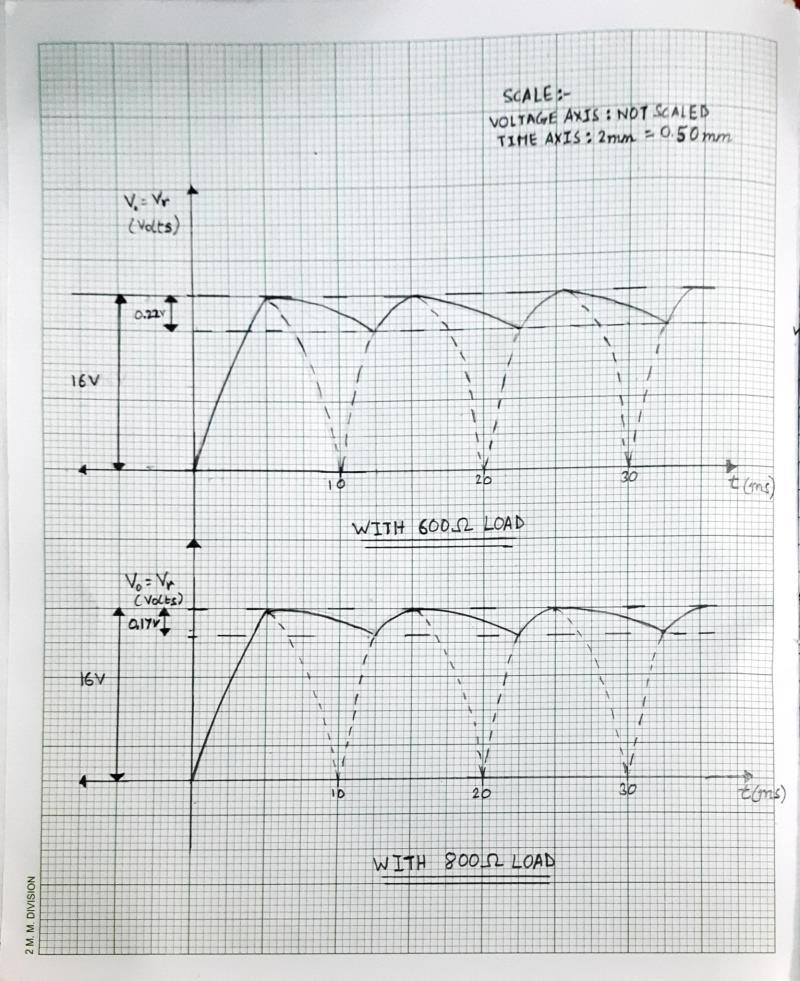 SCALE:-
VOLTAGE AXIS: NOT SCALED
TIME AXIS: 2mm = 0.50mm
V₀ = Vr
(Volts)
0.22V
16V
10
20
30
t(ms)
WITH 600Ω LOAD
V₀ = Vr
(Volts)
0.17V
16V
10
20
30
t(ms)
WITH 800Ω LOAD
2 M. M. DIVISION